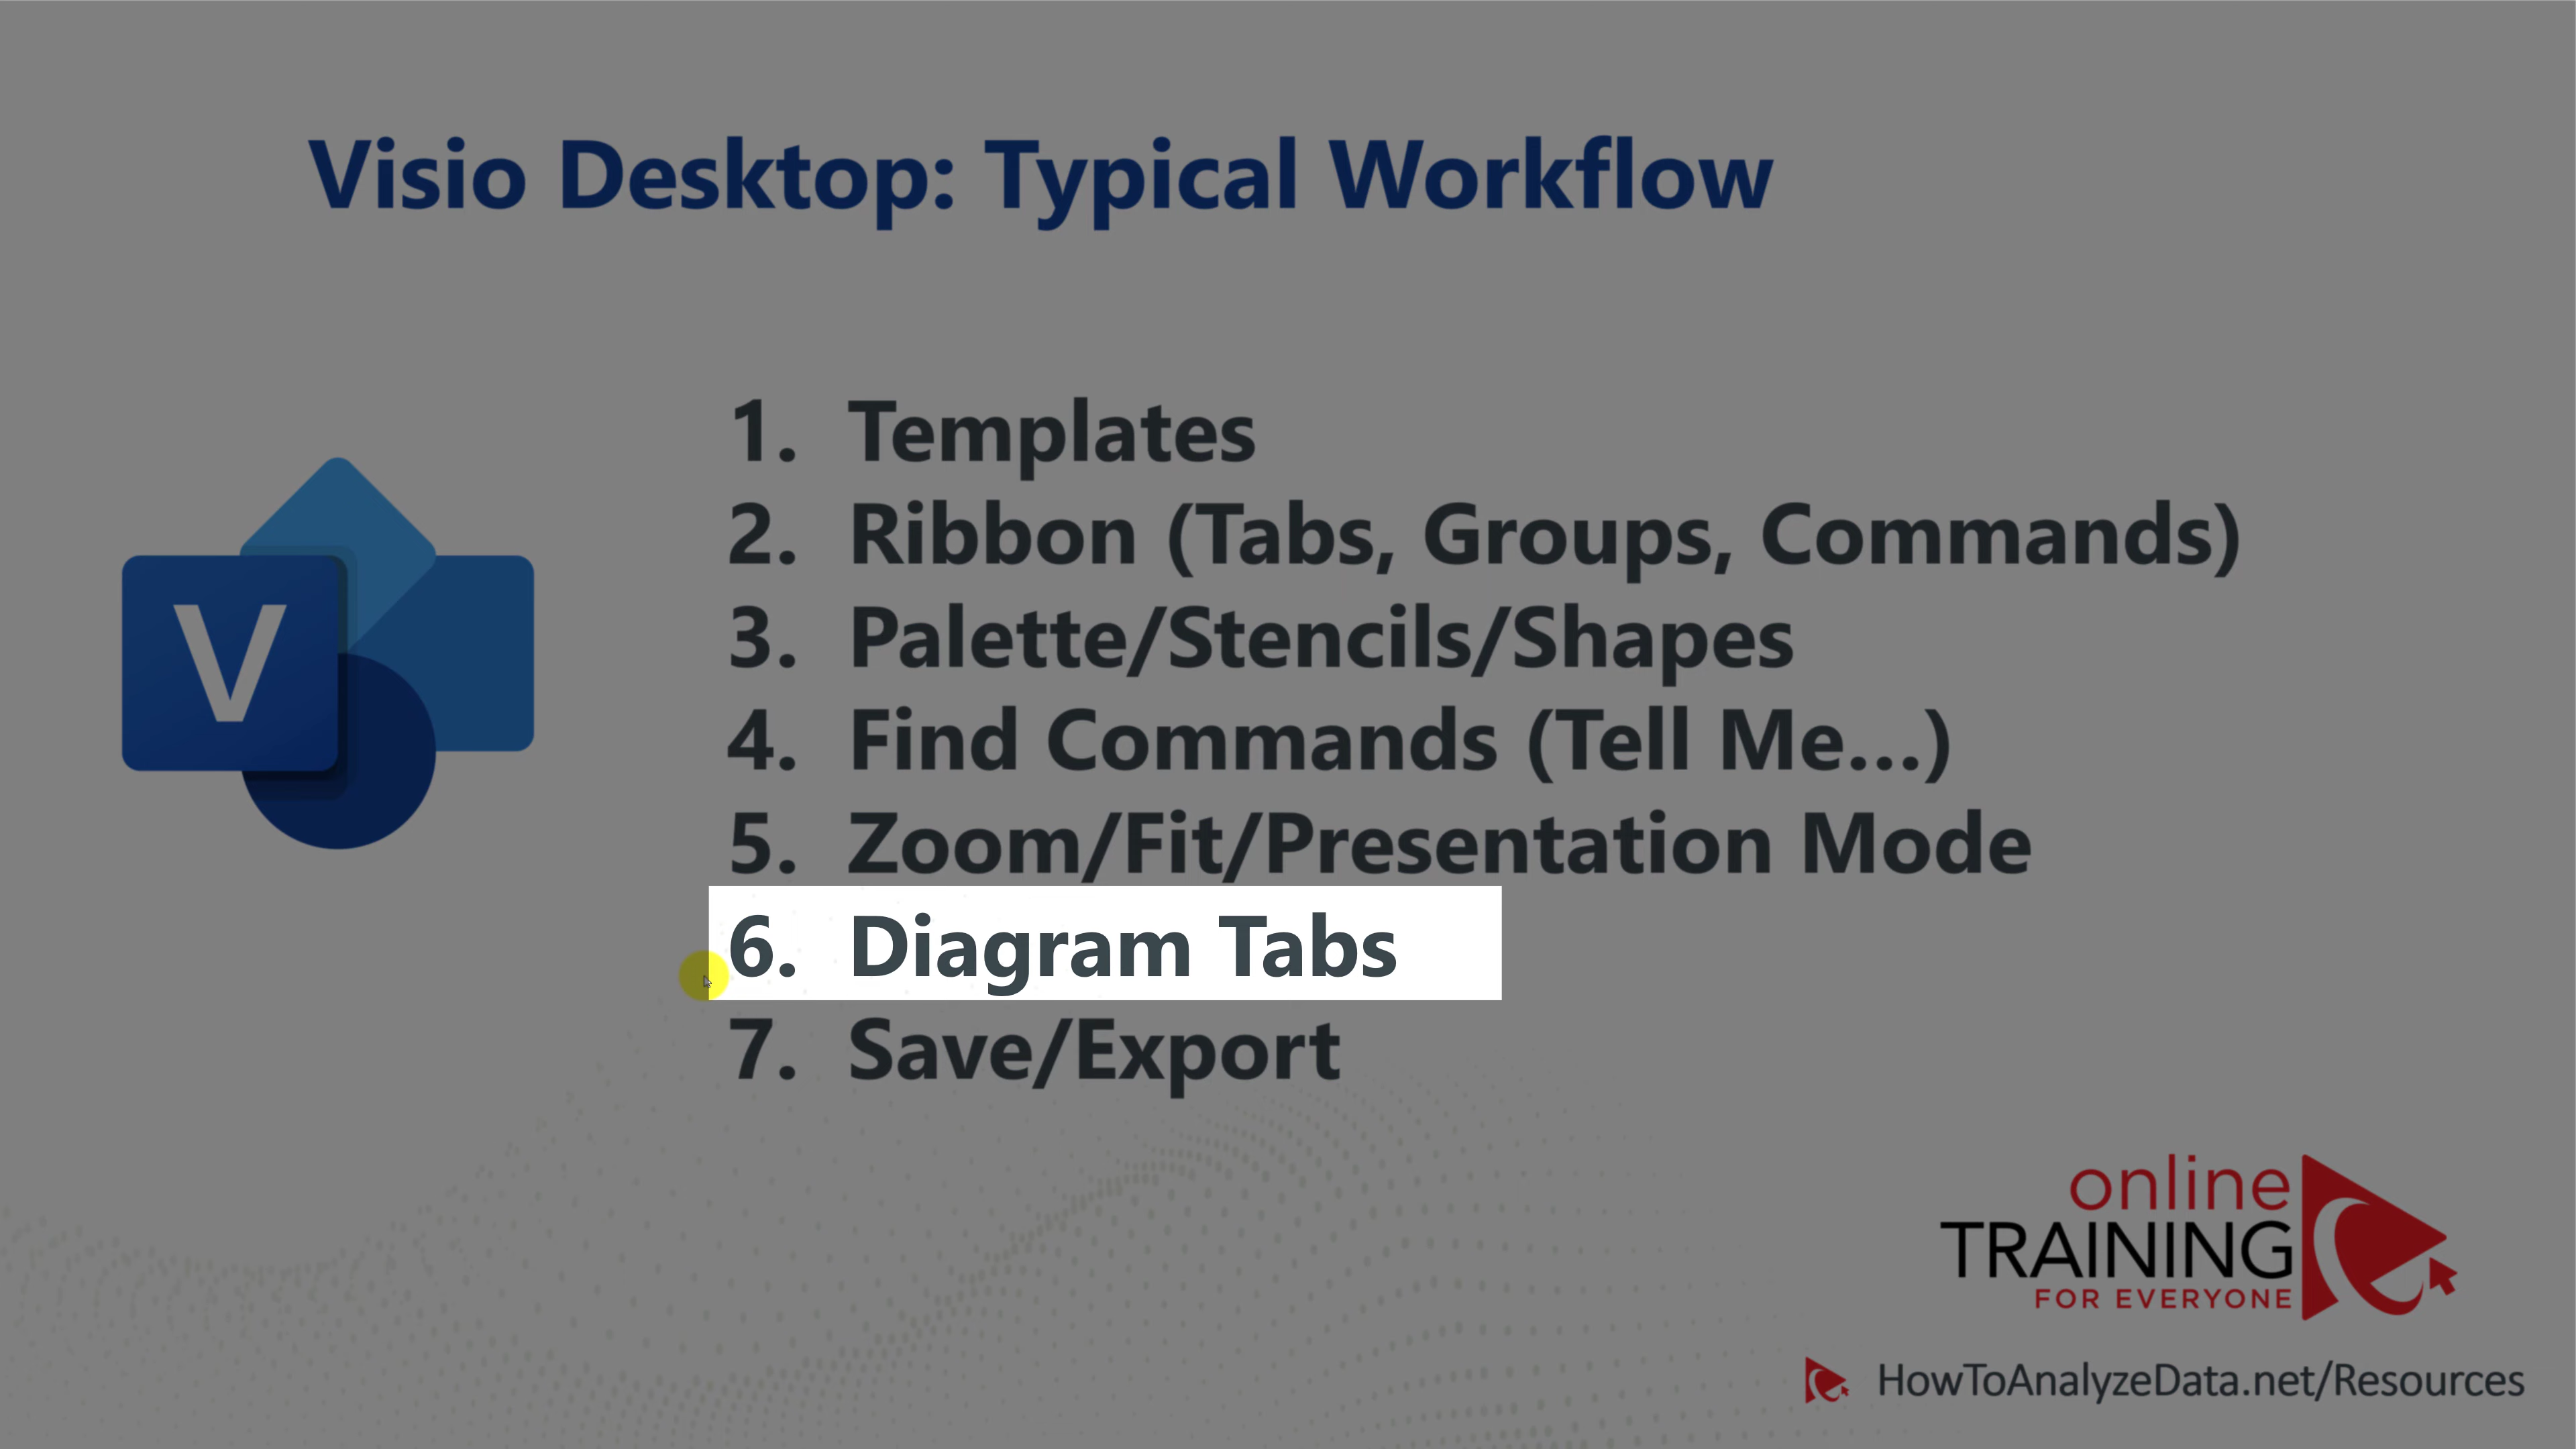 Visio Desktop: Typical Workflow
V
1. Templates
2. Ribbon (Tabs, Groups, Commands)
3. Palette/Stencils/Shapes
4. Find Commands (Tell Me...)
5. Zoom/Fit/Presentation Mode
6. Diagram Tabs
7. Save/Export
online
TRAINING
FOR EVERYONE
HowToAnalyzeData.net/Resources